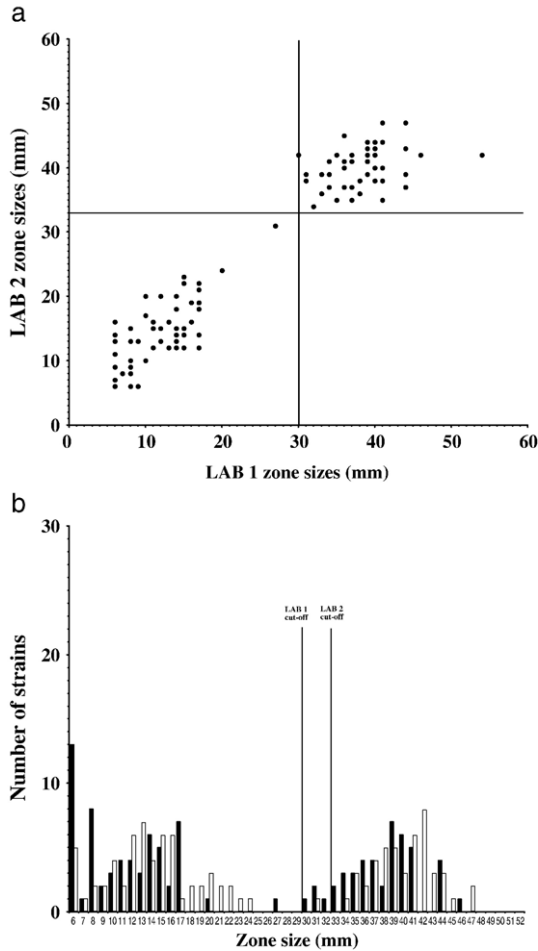 a
60
50
40
30
20
10
0
LAB 2 zone sizes (mm)
0 10 20 30 40 50 60
LAB 1 zone sizes (mm)
b
30
20
10
0
Number of strains
LAB 1 LAB 2
cut-off cut-off
6 7 8 9 10 11 12 13 14 15 16 17 18 19 20 21 22 23 24 25 26 27 28 29 30 31 32 33 34 35 36 37 38 39 40 41 42 43 44 45 46 47 48 49 50 51 52
Zone size (mm)